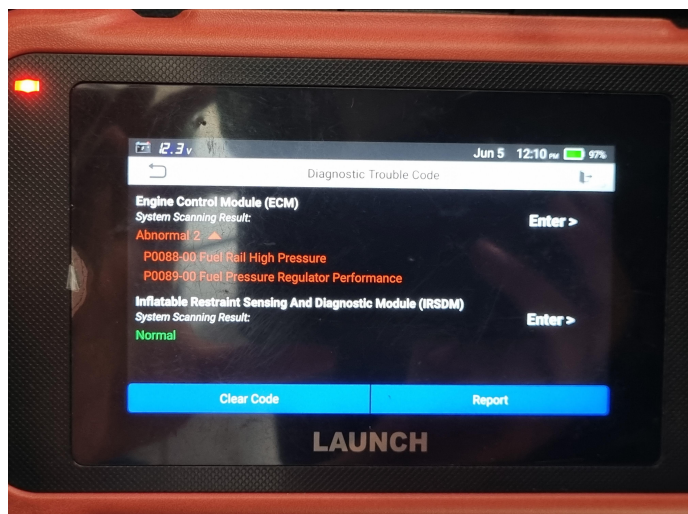 12.3 v
Jun 5 12:10 PM 97%
Diagnostic Trouble Code
Engine Control Module (ECM)
System Scanning Result:
Enter >
Abnormal 2
P0088-00 Fuel Rail High Pressure
P0089-00 Fuel Pressure Regulator Performance
Inflatable Restraint Sensing And Diagnostic Module (IRSDM)
System Scanning Result:
Enter >
Normal
Clear Code
Report
LAUNCH